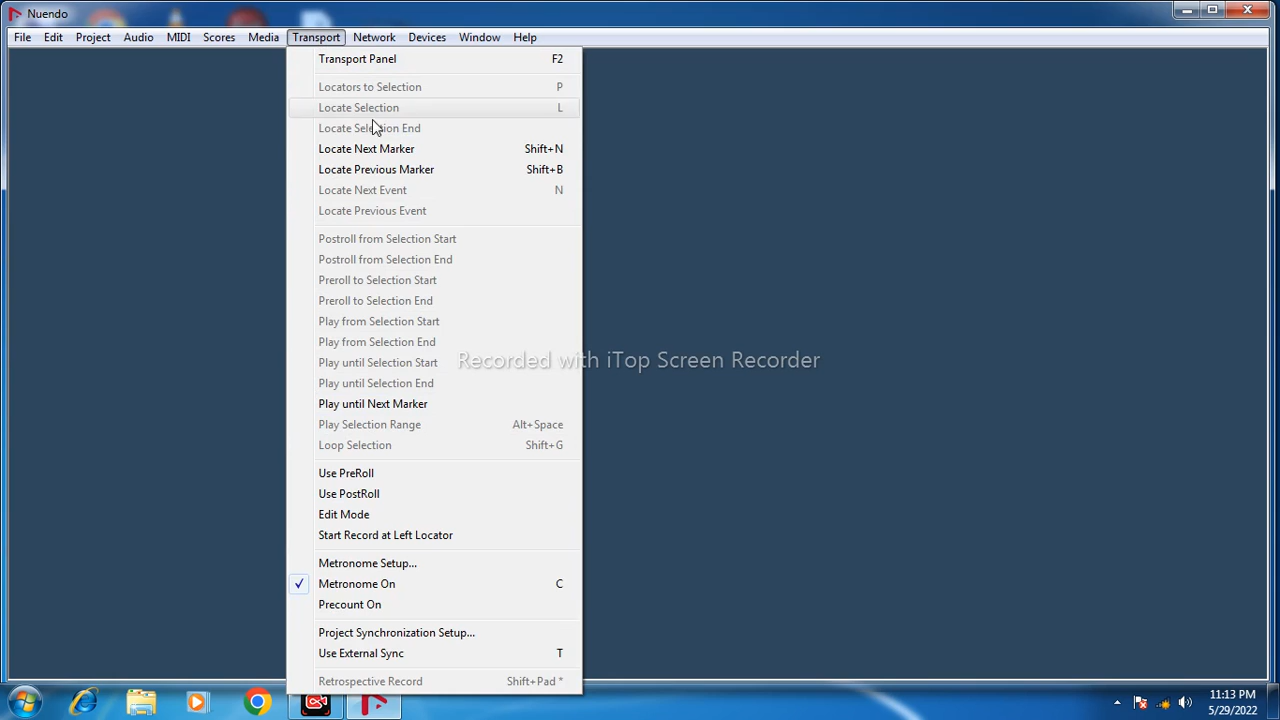 Nuendo
File Edit Project Audio MIDI Scores Media Transport Network Devices Window Help
Transport Panel F2
Locators to Selection P
Locate Selection L
Locate Selection End
Locate Next Marker Shift+N
Locate Previous Marker Shift+B
Locate Next Event N
Locate Previous Event
Postroll from Selection Start
Postroll from Selection End
Preroll to Selection Start
Preroll to Selection End
Play from Selection Start
Play from Selection End
Play until Selection Start
Recorded with iTop Screen Recorder
Play until Selection End
Play until Next Marker
Play Selection Range Alt+Space
Loop Selection Shift+G
Use PreRoll
Use PostRoll
Edit Mode
Start Record at Left Locator
Metronome Setup...
Metronome On C
Precount On
Project Synchronization Setup...
Use External Sync T
Retrospective Record Shift+Pad *
11:13 PM
5/29/2022